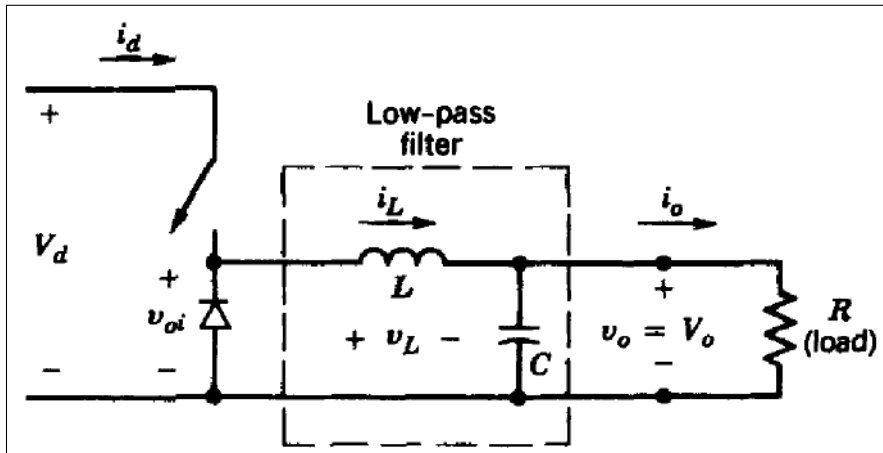 i_d
+
Low-pass
filter
i_L
i_o
V_d
+
L
+
R
(load)
v_oi
+ v_L −
C
v_o = V_o
−
−
−